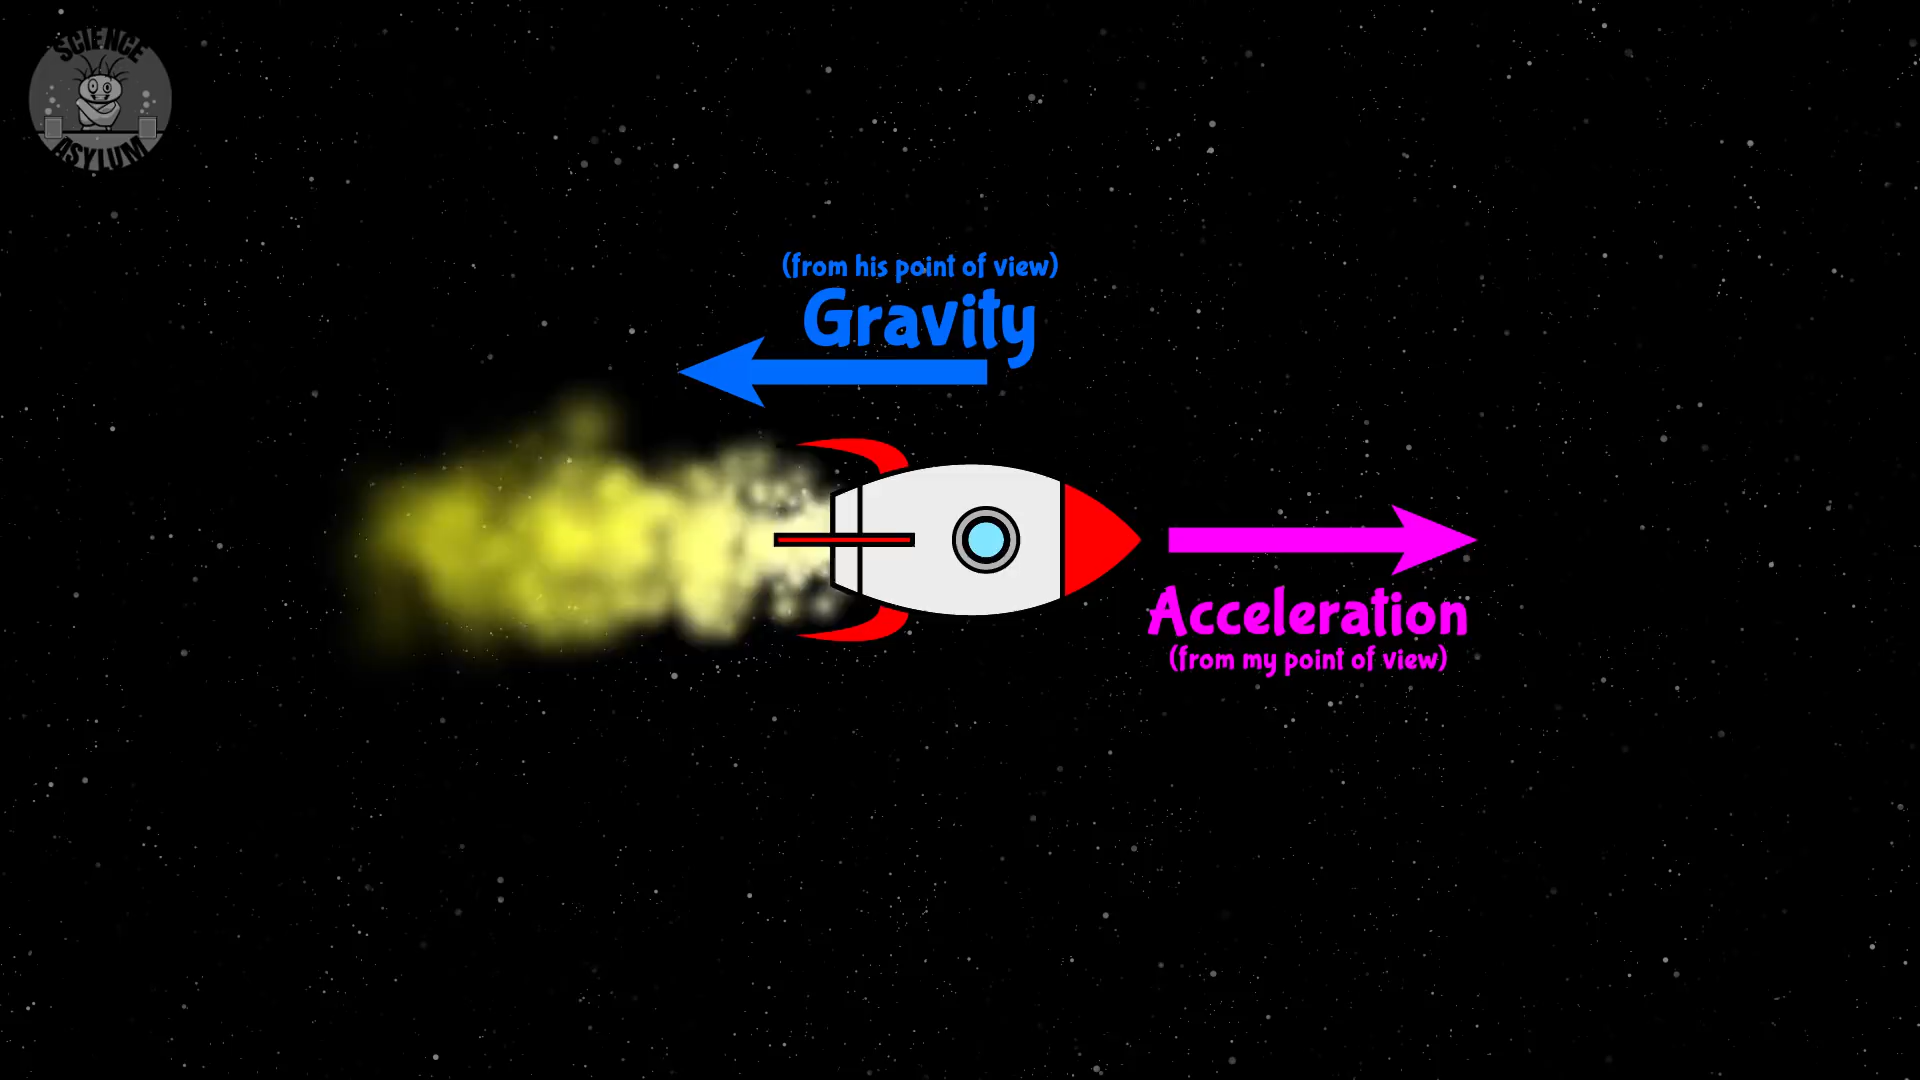 SCIENCE
ASYLUM
(from his point of view)
Gravity
Acceleration
(from my point of view)